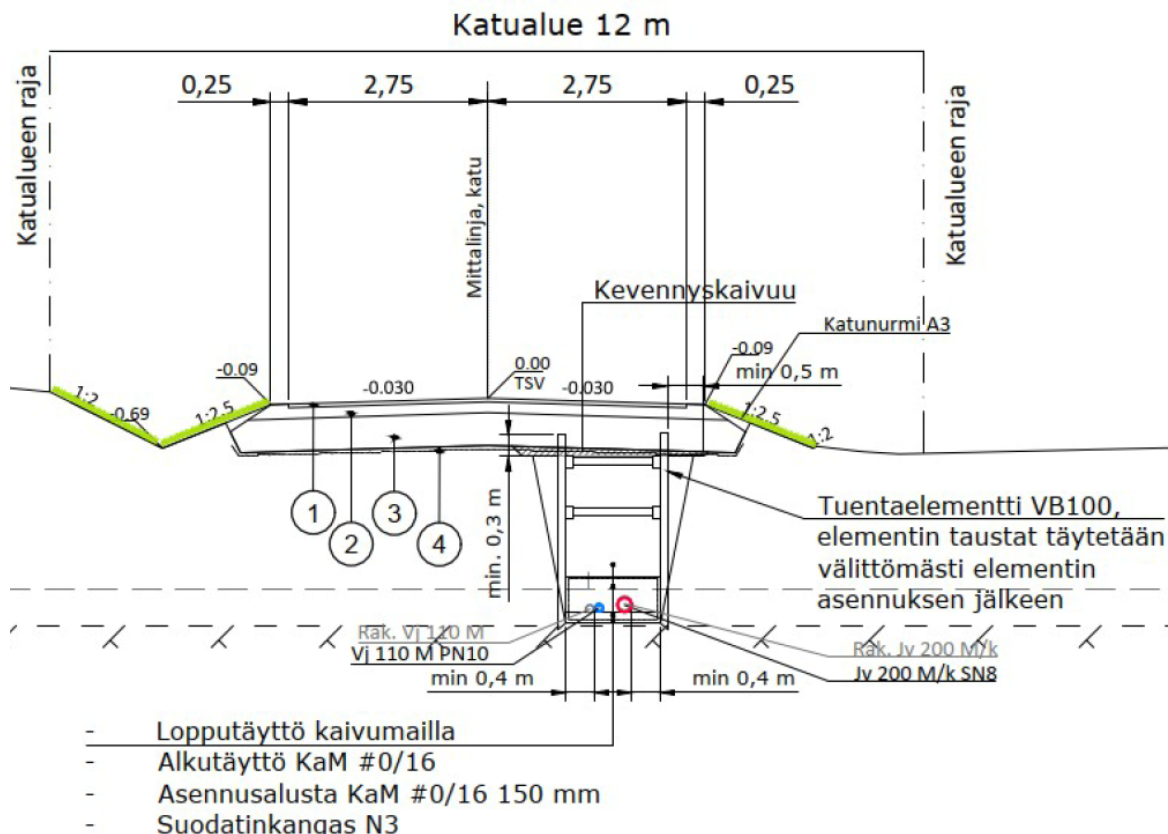 Katualue 12 m
0,25 2,75 2,75 0,25
Katualueen raja
Mittalinja, katu
Katualueen raja
Kevennyskaivuu
Katunurmi A3
-0.09 0.00 -0.09
TSV
min 0,5 m
-0.030 -0.030
1:2 -0.69 1:2.5 1:2.5 1:2
1 2 3 4
min. 0,3 m
Tuentaelementti VB100,
elementin taustat täytetään
välittömästi elementin
asennuksen jälkeen
Rak. Vj 110 M
Vj 110 M PN10
Rak. Jv 200 M/k
Jv 200 M/k SN8
min 0,4 m min 0,4 m
- Lopputäyttö kaivumailla
- Alkutäyttö KaM #0/16
- Asennusalusta KaM #0/16 150 mm
- Suodatinkangas N3